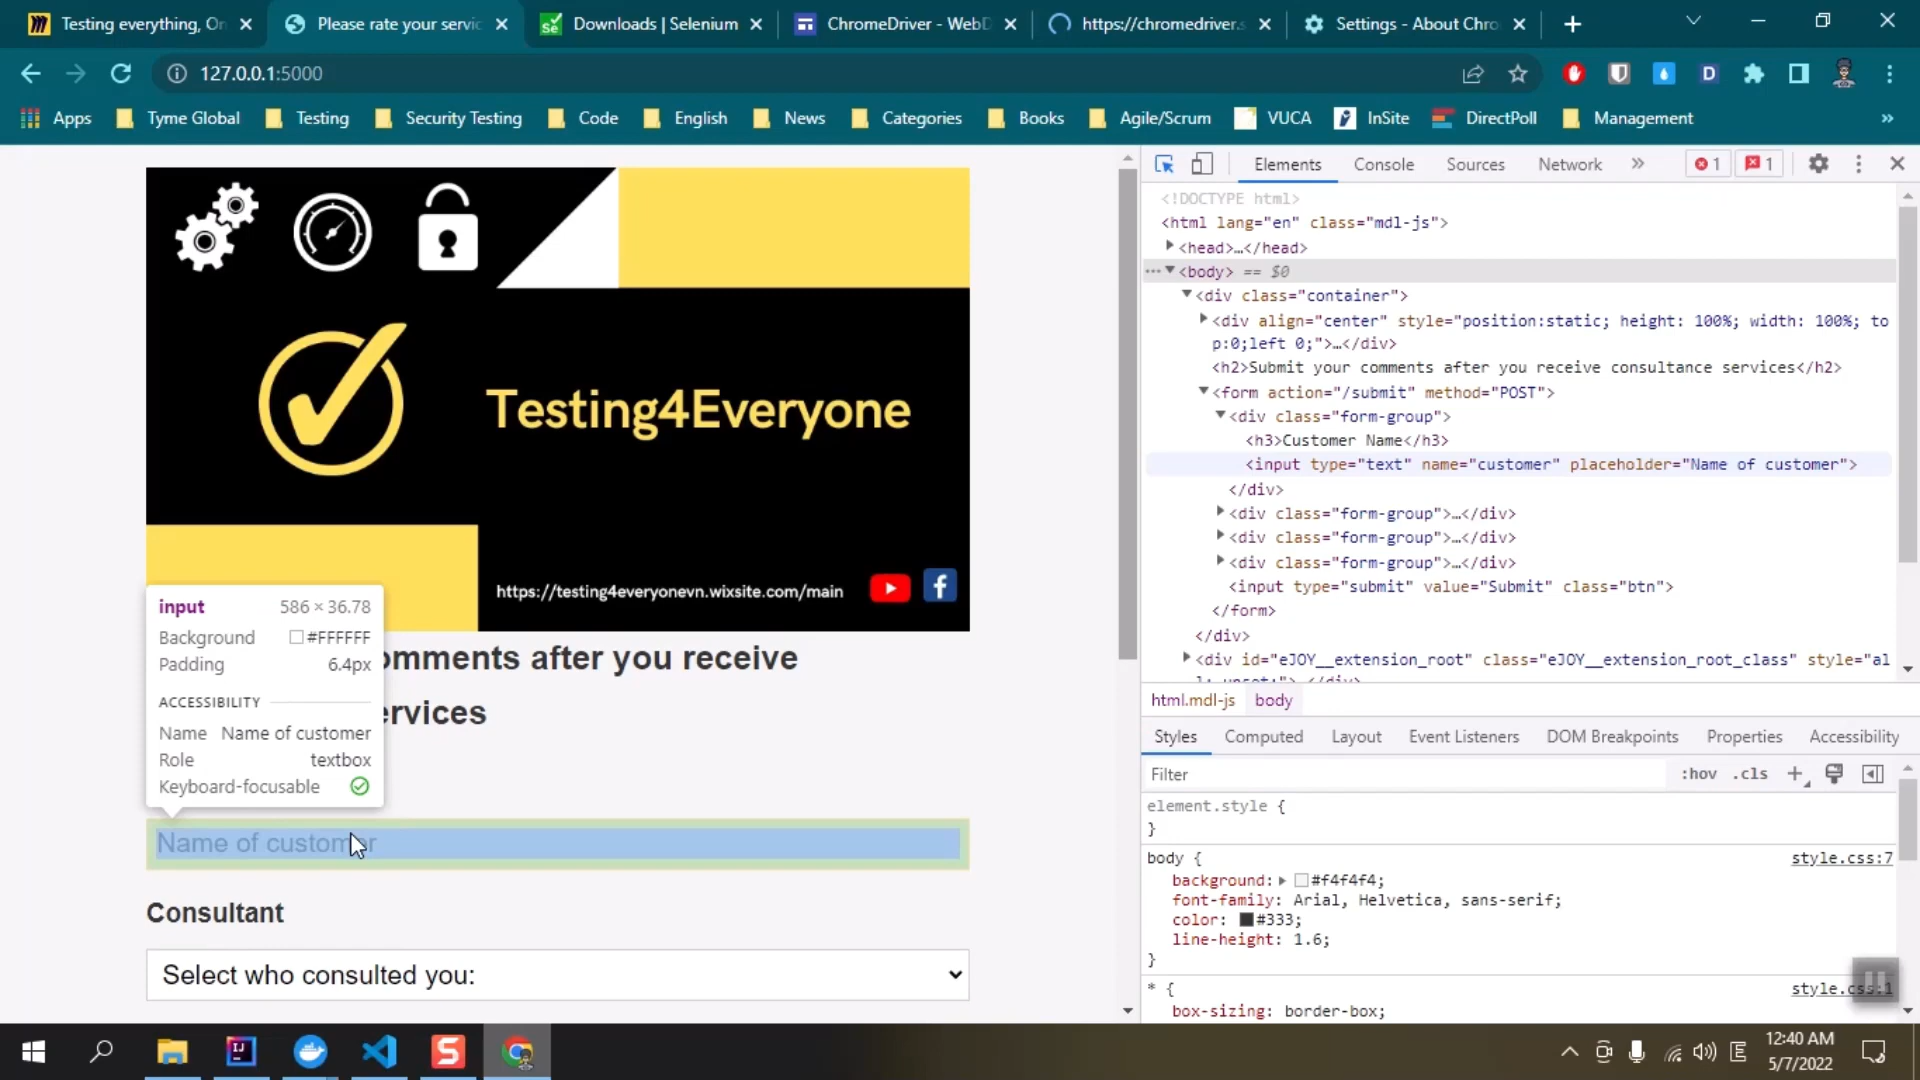 Testing everything, On
Please rate your servic
Downloads | Selenium
ChromeDriver - WebD
https://chromedriver.s
Settings - About Chro
127.0.0.1:5000
Apps
Tyme Global
Testing
Security Testing
Code
English
News
Categories
Books
Agile/Scrum
VUCA
InSite
DirectPoll
Management
»
Testing4Everyone
https://testing4everyonevn.wixsite.com/main
omments after you receive
ervices
input 586 × 36.78
Background #FFFFFF
Padding 6.4px
ACCESSIBILITY
Name Name of customer
Role textbox
Keyboard-focusable
Name of customer
Consultant
Select who consulted you:
Elements
Console
Sources
Network
»
1
1
<!DOCTYPE html>
<html lang="en" class="mdl-js">
<head>…</head>
<body> == $0
<div class="container">
<div align="center" style="position:static; height: 100%; width: 100%; to
p:0;left 0;">…</div>
<h2>Submit your comments after you receive consultance services</h2>
<form action="/submit" method="POST">
<div class="form-group">
<h3>Customer Name</h3>
<input type="text" name="customer" placeholder="Name of customer">
</div>
<div class="form-group">…</div>
<div class="form-group">…</div>
<div class="form-group">…</div>
<input type="submit" value="Submit" class="btn">
</form>
</div>
<div id="eJOY__extension_root" class="eJOY__extension_root_class" style="al
l: unset;"> </div>
html.mdl-js body
Styles
Computed
Layout
Event Listeners
DOM Breakpoints
Properties
Accessibility
Filter
:hov .cls
element.style {
}
body { style.css:7
background: #f4f4f4;
font-family: Arial, Helvetica, sans-serif;
color: #333;
line-height: 1.6;
}
* { style.css:1
box-sizing: border-box;
12:40 AM
5/7/2022